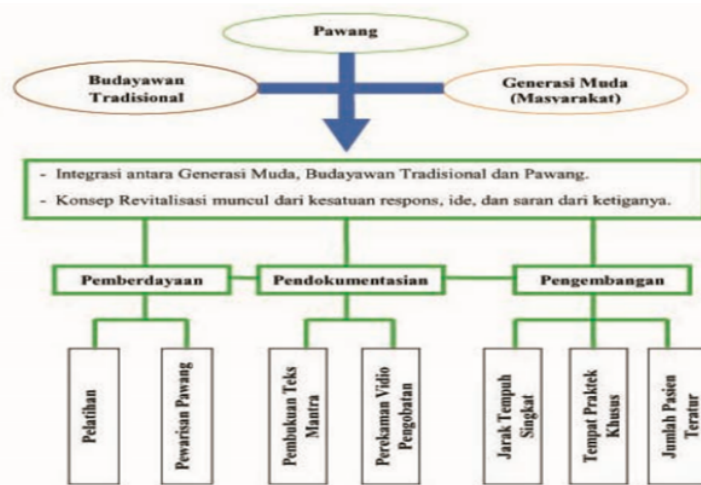 Pawang
Budayawan
Tradisional
Generasi Muda
(Masyarakat)
- Integrasi antara Generasi Muda, Budayawan Tradisional dan Pawang.
- Konsep Revitalisasi muncul dari kesatuan respons, ide, dan saran dari ketiganya.
Pemberdayaan
Pendokumentasian
Pengembangan
Pelatihan
Pewarisan Pawang
Pembukuan Teks
Mantra
Perekaman Vidio
Pengobatan
Jarak Tempuh
Singkat
Tempat Praktek
Khusus
Jumlah Pasien
Teratur